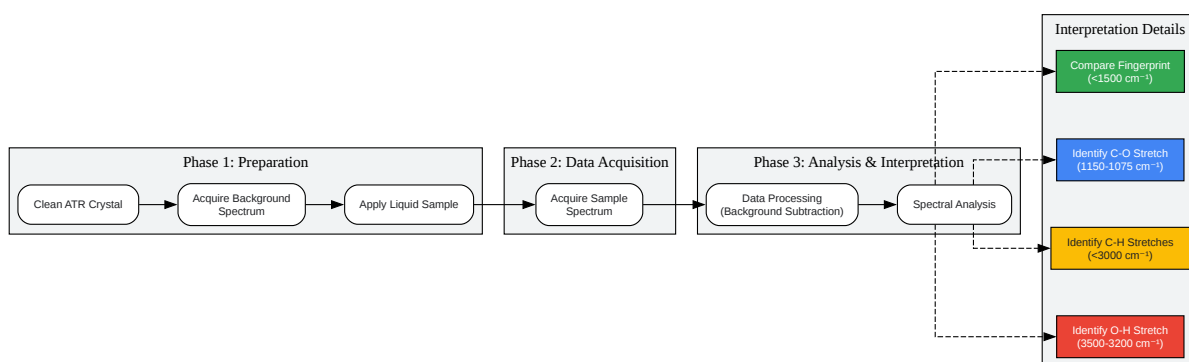 Interpretation Details
Compare Fingerprint
(<1500 cm⁻¹)
Identify C-O Stretch
(1150-1075 cm⁻¹)
Identify C-H Stretches
(<3000 cm⁻¹)
Identify O-H Stretch
(3500-3200 cm⁻¹)
Phase 1: Preparation
Clean ATR Crystal
Acquire Background
Spectrum
Apply Liquid Sample
Phase 2: Data Acquisition
Acquire Sample
Spectrum
Phase 3: Analysis & Interpretation
Data Processing
(Background Subtraction)
Spectral Analysis